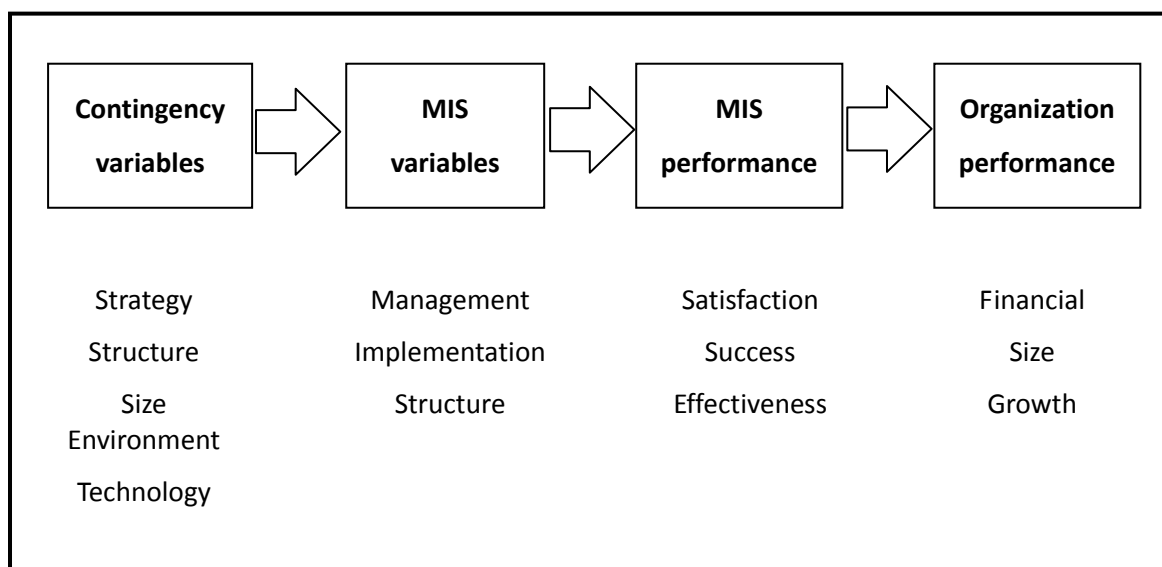 Contingency
variables
MIS
variables
MIS
performance
Organization
performance
Strategy
Structure
Size
Environment
Technology
Management
Implementation
Structure
Satisfaction
Success
Effectiveness
Financial
Size
Growth